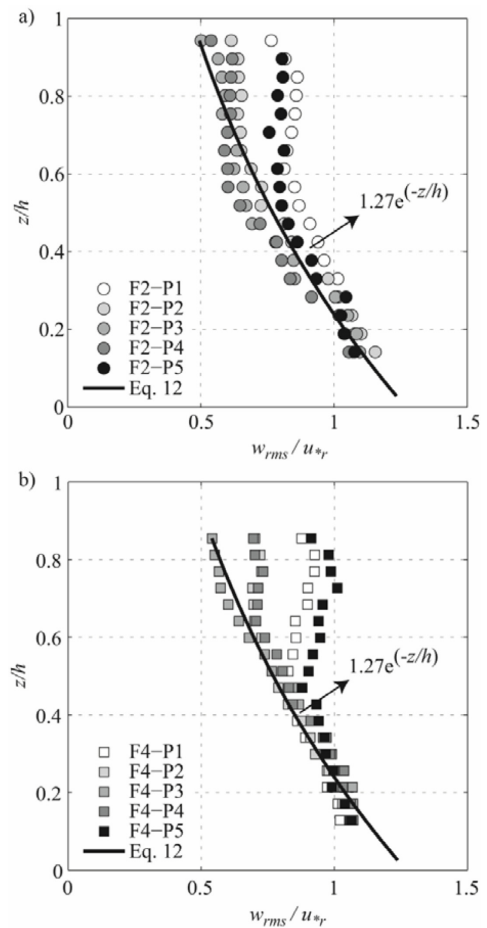 a)
1
0.8
0.6
0.4
0.2
0
z/h
1.27e(-z/h)
F2−P1
F2−P2
F2−P3
F2−P4
F2−P5
Eq. 12
0 0.5 1 1.5
wrms / u*r
b)
1
0.8
0.6
0.4
0.2
0
z/h
1.27e(-z/h)
F4−P1
F4−P2
F4−P3
F4−P4
F4−P5
Eq. 12
0 0.5 1 1.5
wrms / u*r